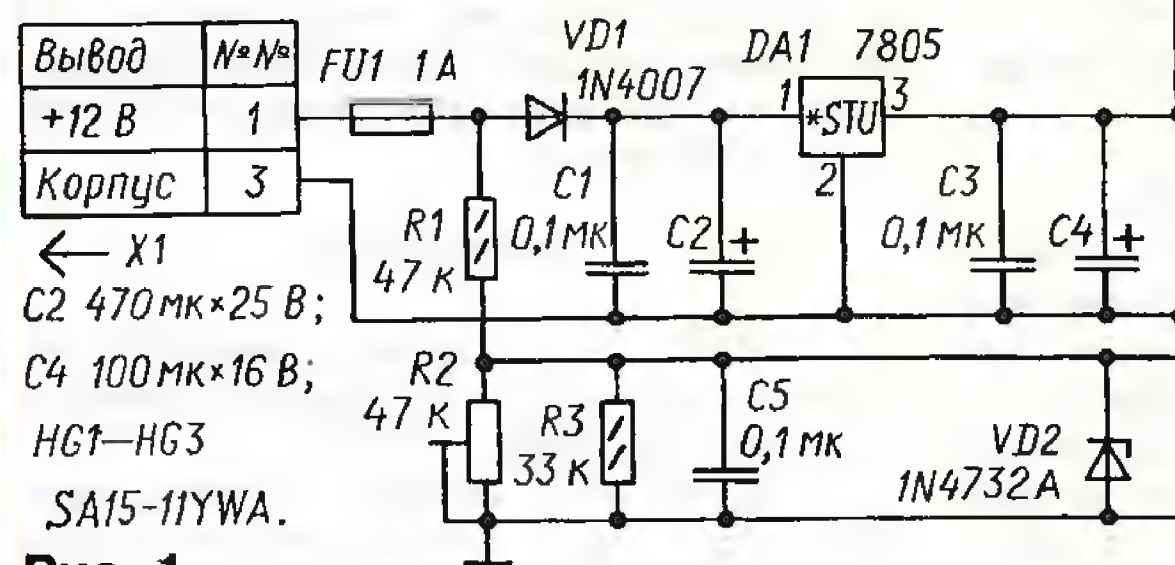 Вывод №№
+12 В 1
Корпус 3
X1
FU1 1 А
VD1
1N4007
DA1 7805
1 *STU 3
2
R1
47 к
C1
0,1 мк
C2 +
C3
0,1 мк
C4 +
C2 470 мк×25 В;
C4 100 мк×16 В;
HG1—HG3
SA15-11YWA.
R2
47 к
R3
33 к
C5
0,1 мк
VD2
1N4732A